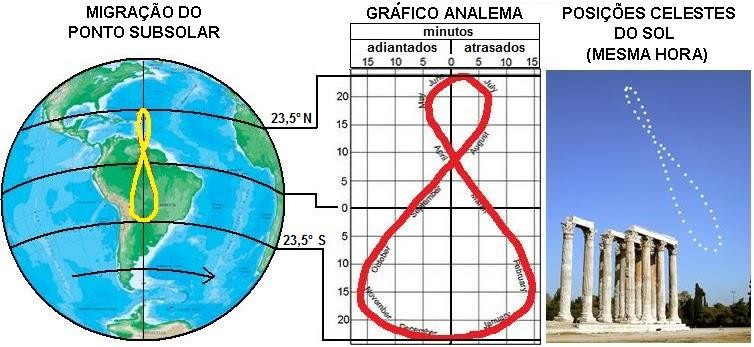 MIGRAÇÃO DO
PONTO SUBSOLAR
23,5° N
23,5° S
GRÁFICO ANALEMA
minutos
adiantados atrasados
15 10 5 0 5 10 15
20
15
10
5
0
5
10
15
20
June
July
May
August
April
September
March
October
February
November
December
January
POSIÇÕES CELESTES
DO SOL
(MESMA HORA)